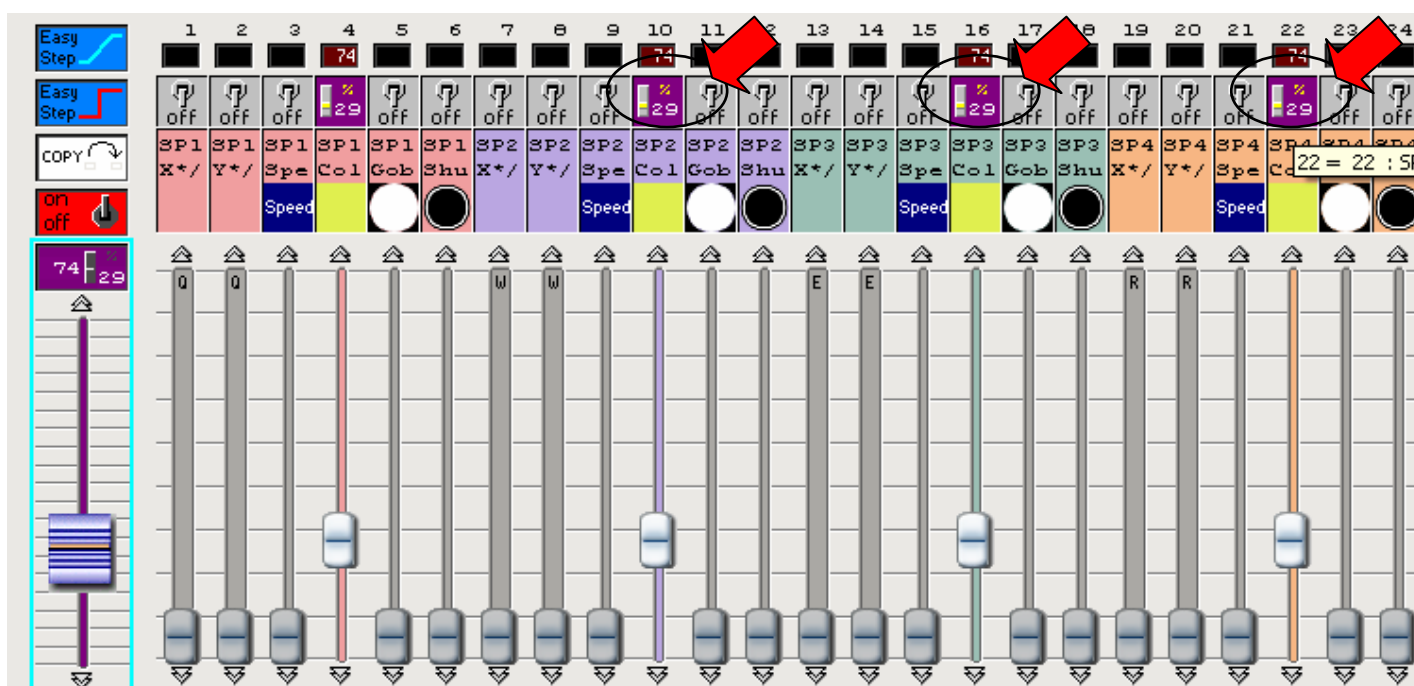 Easy Step
1 2 3 4 5 6 7 8 9 10 11 13 14 15 16 17 19 20 21 22 23 24
74 74 74 74
Easy Step
off off off % 29 off off off off off % 29 off off off off off % 29 off off off off off % 29 off off
COPY
SP1 SP1 SP1 SP1 SP1 SP1 SP2 SP2 SP2 SP2 SP2 SP2 SP3 SP3 SP3 SP3 SP3 SP3 SP4 SP4 SP4 SP4
X*/ Y*/ Spe Col Gob Shu X*/ Y*/ Spe Col Gob Shu X*/ Y*/ Spe Col Gob Shu X*/ Y*/ Spe
22 = 22 : SP
on off
Speed Speed Speed Speed
74 % 29
Q Q W W E E R R